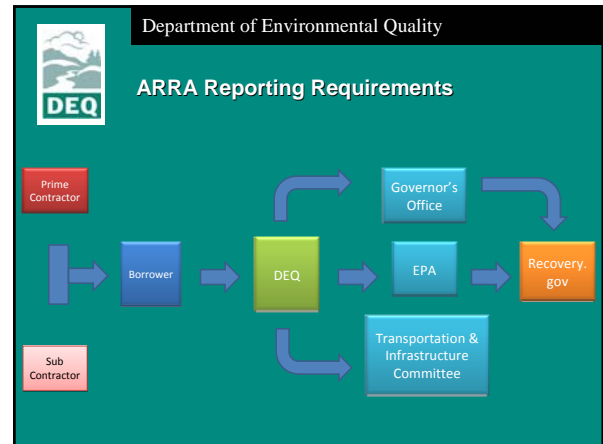 Department of Environmental Quality
DEQ
ARRA Reporting Requirements
Prime
Contractor
Governor's
Office
Borrower
DEQ
EPA
Recovery.
gov
Transportation &
Infrastructure
Committee
Sub
Contractor